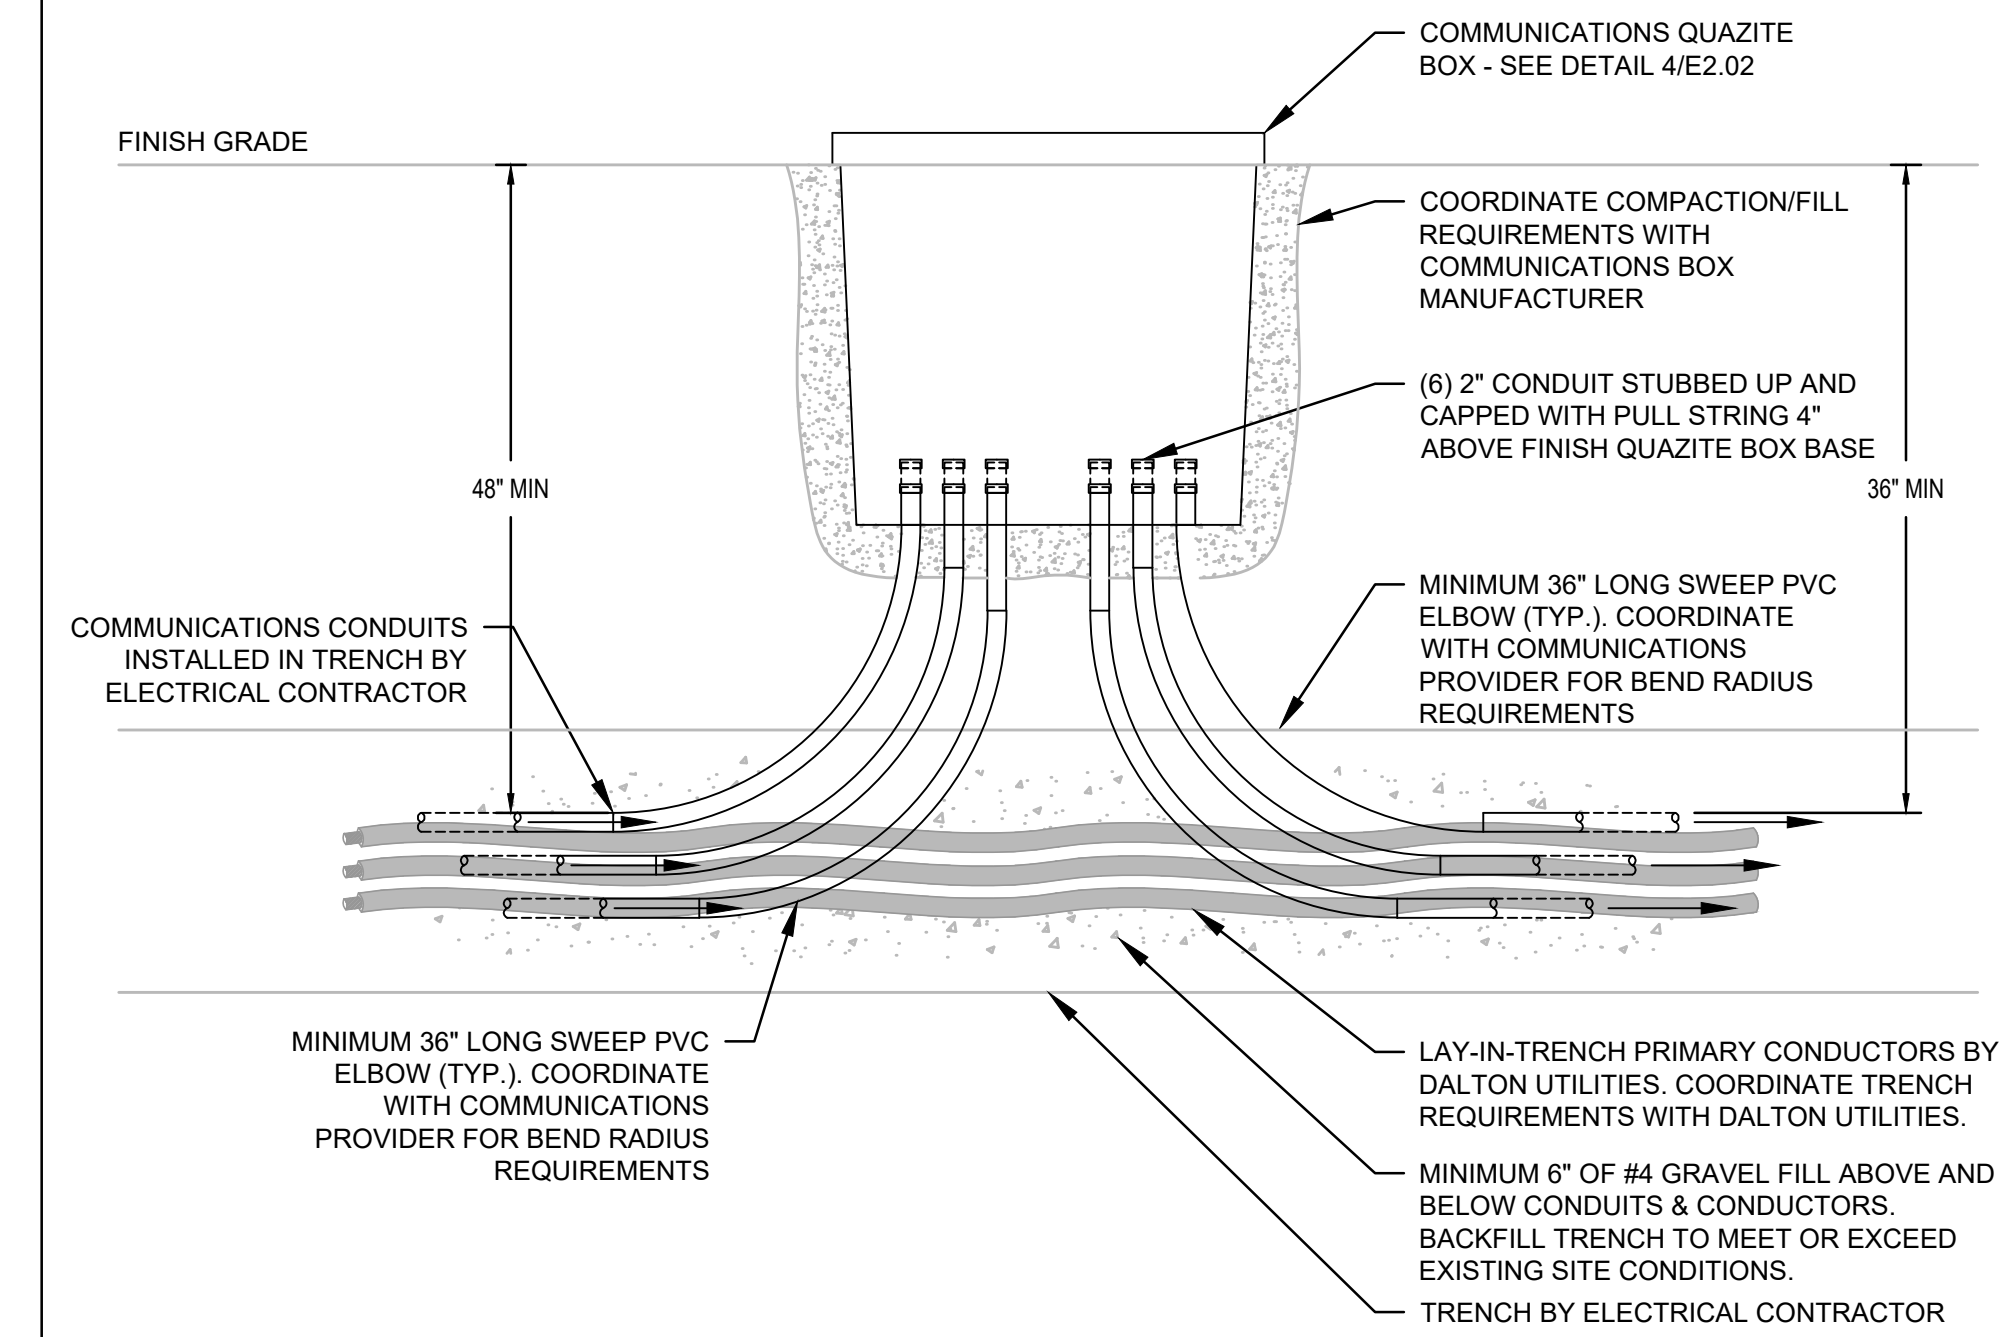 COMMUNICATIONS QUAZITE
BOX - SEE DETAIL 4/E2.02
FINISH GRADE
COORDINATE COMPACTION/FILL
REQUIREMENTS WITH
COMMUNICATIONS BOX
MANUFACTURER
(6) 2" CONDUIT STUBBED UP AND
CAPPED WITH PULL STRING 4"
ABOVE FINISH QUAZITE BOX BASE
48" MIN
36" MIN
MINIMUM 36" LONG SWEEP PVC
ELBOW (TYP.). COORDINATE
WITH COMMUNICATIONS
PROVIDER FOR BEND RADIUS
REQUIREMENTS
COMMUNICATIONS CONDUITS
INSTALLED IN TRENCH BY
ELECTRICAL CONTRACTOR
MINIMUM 36" LONG SWEEP PVC
ELBOW (TYP.). COORDINATE
WITH COMMUNICATIONS
PROVIDER FOR BEND RADIUS
REQUIREMENTS
LAY-IN-TRENCH PRIMARY CONDUCTORS BY
DALTON UTILITIES. COORDINATE TRENCH
REQUIREMENTS WITH DALTON UTILITIES.
MINIMUM 6" OF #4 GRAVEL FILL ABOVE AND
BELOW CONDUITS & CONDUCTORS.
BACKFILL TRENCH TO MEET OR EXCEED
EXISTING SITE CONDITIONS.
TRENCH BY ELECTRICAL CONTRACTOR